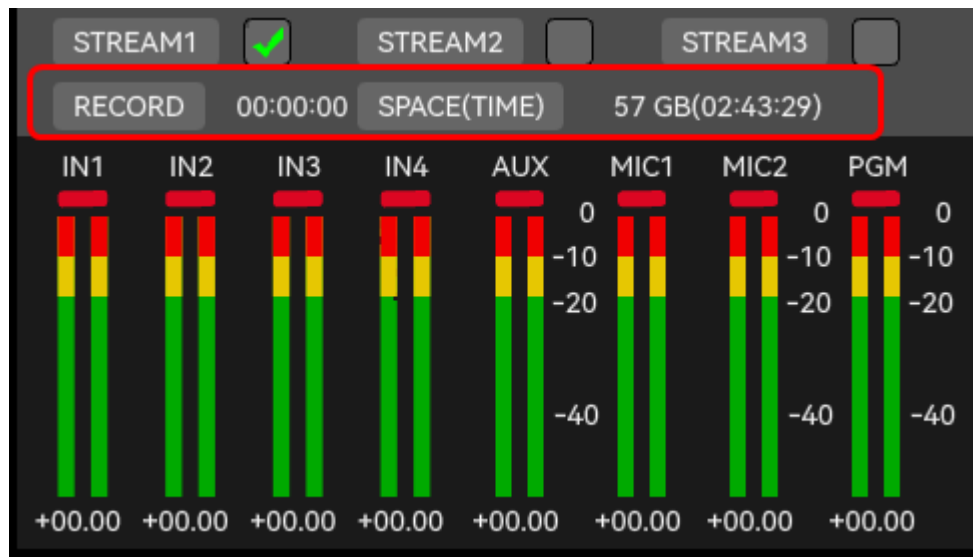 STREAM1 STREAM2 STREAM3
RECORD 00:00:00 SPACE(TIME) 57 GB(02:43:29)
IN1 IN2 IN3 IN4 AUX MIC1 MIC2 PGM
0 0 0
-10 -10 -10
-20 -20 -20
-40 -40 -40
+00.00 +00.00 +00.00 +00.00 +00.00 +00.00 +00.00 +00.00